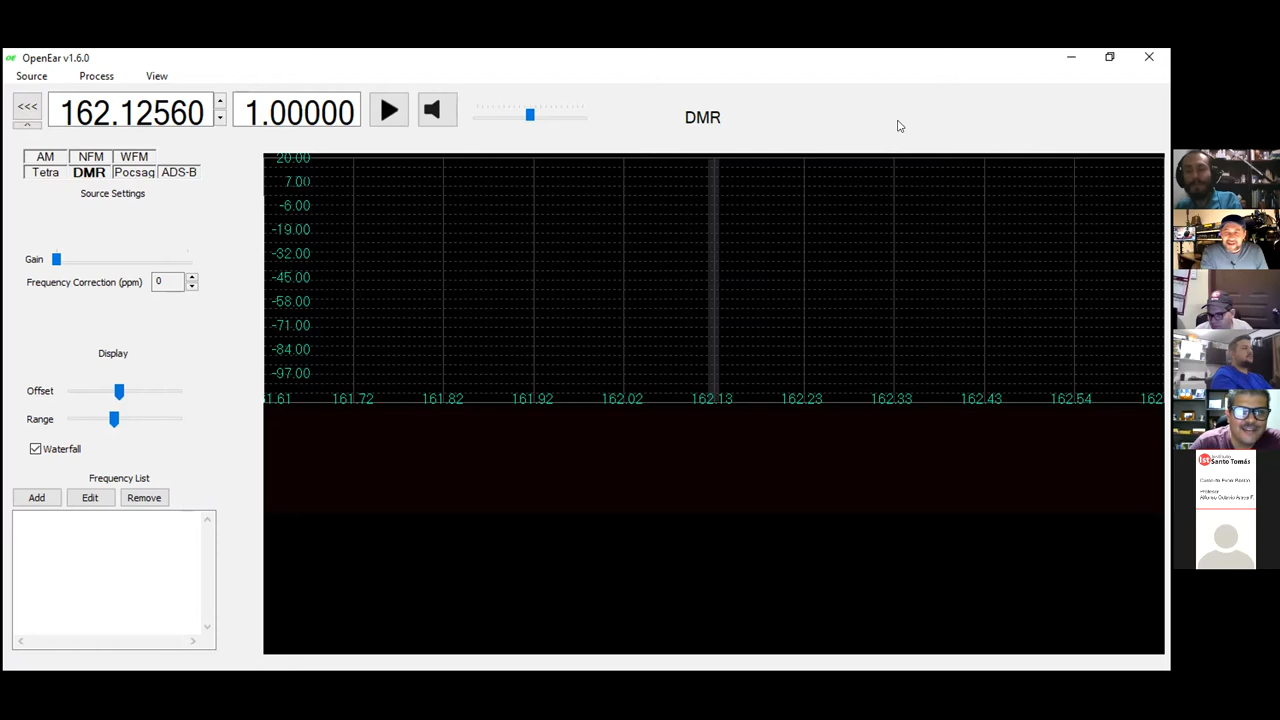 OpenEar v1.6.0
Source Process View
<<< 162.12560 1.00000
DMR
^
AM NFM WFM
Tetra DMR Pocsag ADS-B
Source Settings
Gain
Frequency Correction (ppm) 0
Display
Offset
Range
Waterfall
Frequency List
Add Edit Remove
20.00
7.00
-6.00
-19.00
-32.00
-45.00
-58.00
-71.00
-84.00
-97.00
161.72 161.82 161.92 162.02 162.13 162.23 162.33 162.43 162.54
Instituto
Santo Tomás